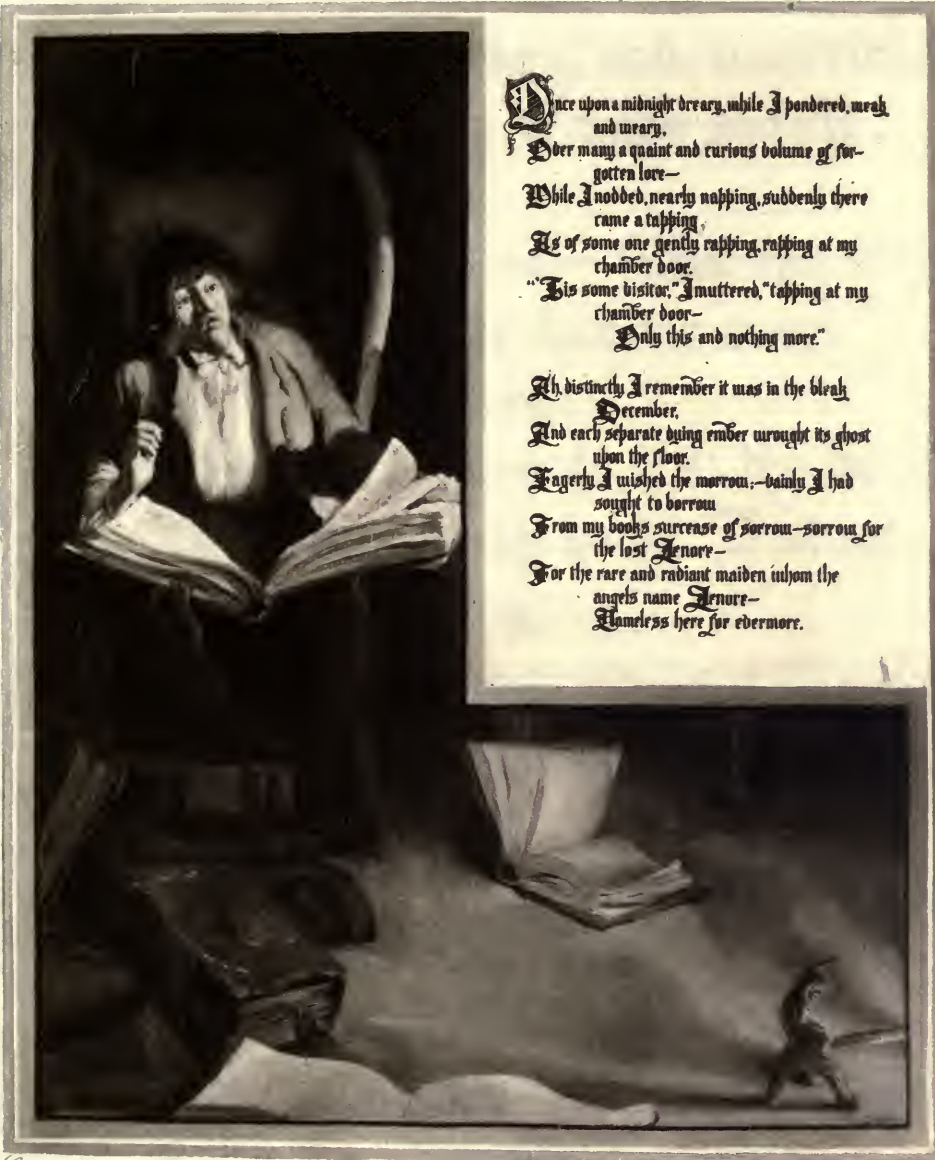 Once upon a midnight dreary, while I pondered, weak
and weary,
Over many a quaint and curious volume of for-
gotten lore—
While I nodded, nearly napping, suddenly there
came a tapping,
As of some one gently rapping, rapping at my
chamber door.
"'Tis some visitor," I muttered, "tapping at my
chamber door—
Only this and nothing more."
Ah, distinctly I remember it was in the bleak
December,
And each separate dying ember wrought its ghost
upon the floor.
Eagerly I wished the morrow;—vainly I had
sought to borrow
From my books surcease of sorrow—sorrow for
the lost Lenore—
For the rare and radiant maiden whom the
angels name Lenore—
Nameless here for evermore.